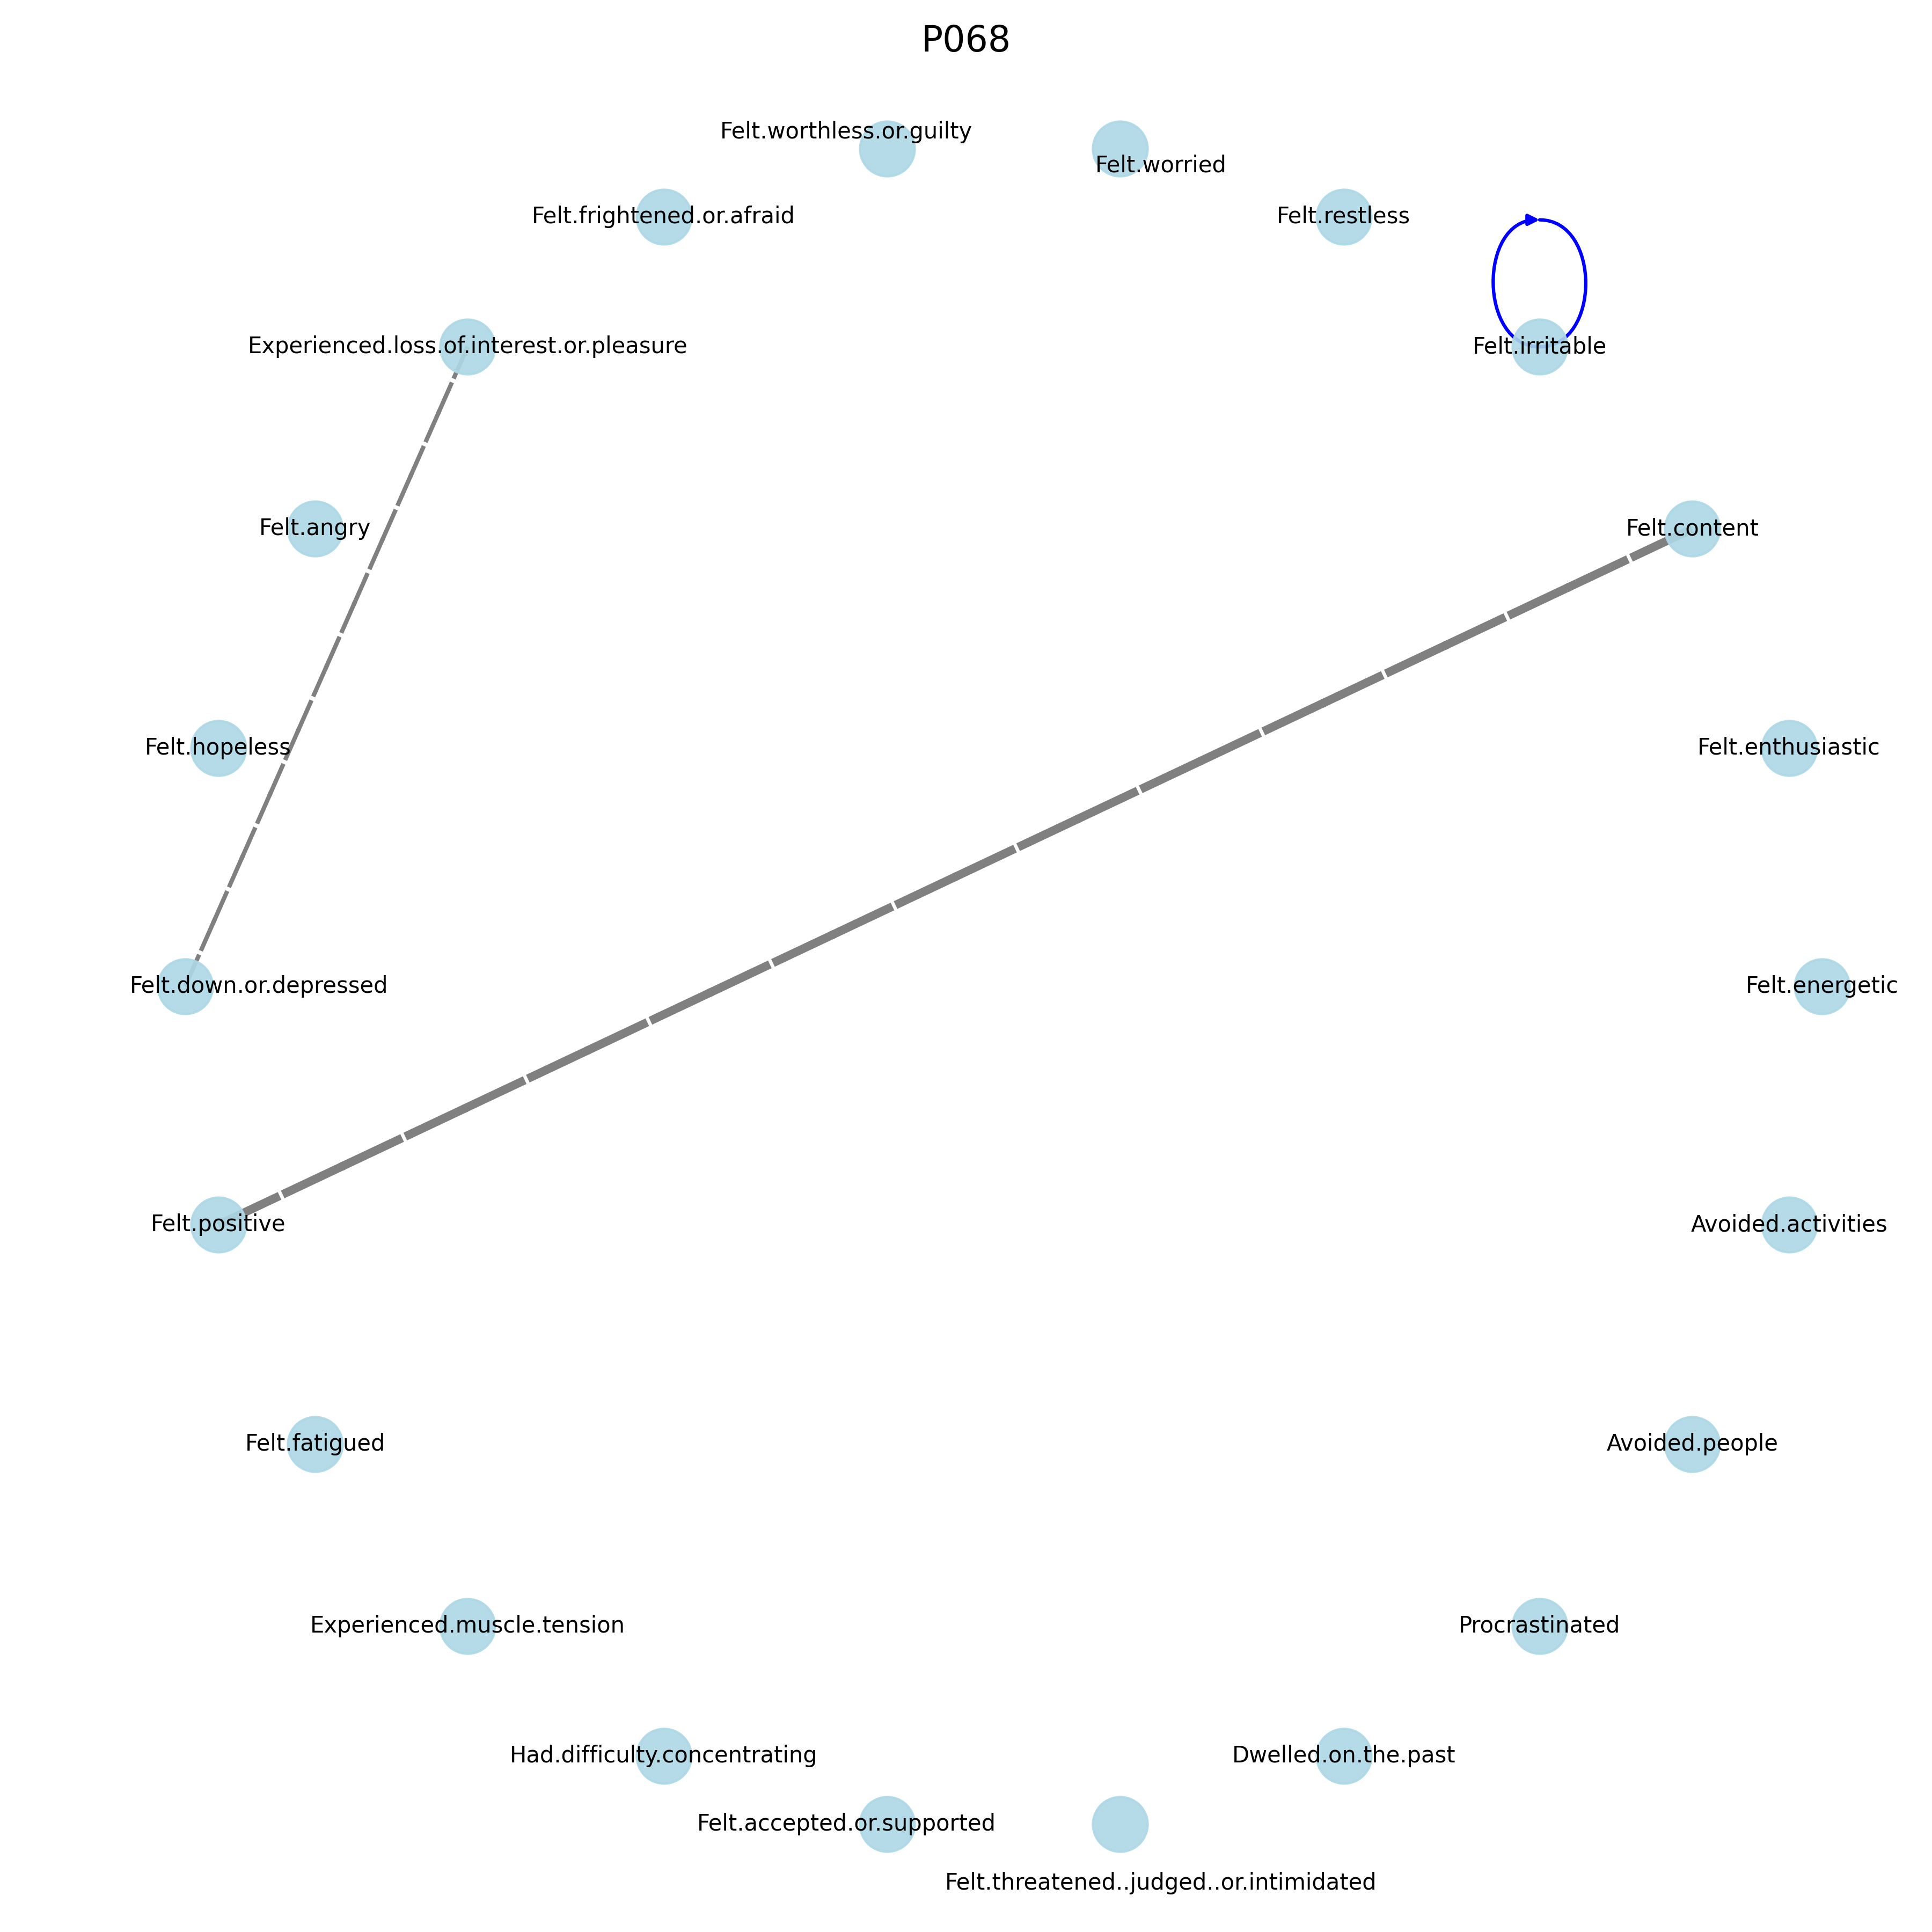 P068
Felt.worthless.or.guilty
Felt.worried
Felt.frightened.or.afraid
Felt.restless
Experienced.loss.of.interest.or.pleasure
Felt.irritable
Felt.angry
Felt.content
Felt.hopeless
Felt.enthusiastic
Felt.down.or.depressed
Felt.energetic
Felt.positive
Avoided.activities
Felt.fatigued
Avoided.people
Experienced.muscle.tension
Procrastinated
Had.difficulty.concentrating
Dwelled.on.the.past
Felt.accepted.or.supported
Felt.threatened..judged..or.intimidated